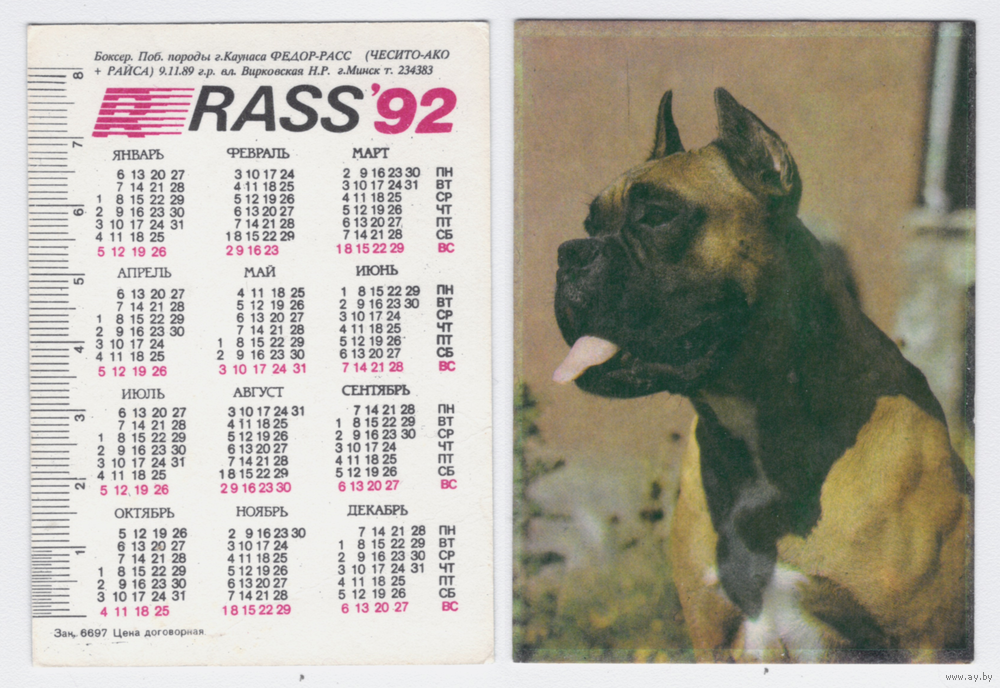 Боксер. Поб. породы г.Каунаса ФЕДОР-РАСС (ЧЕСИТО-АКО
+ РАЙСА) 9.11.89 г.р. вл. Вирковская Н.Р. г.Минск т. 234383
R RASS'92
8
7
6
5
4
3
2
1
ЯНВАРЬ ФЕВРАЛЬ МАРТ
6 13 20 27 3 10 17 24 2 9 16 23 30 ПН
7 14 21 28 4 11 18 25 3 10 17 24 31 ВТ
1 8 15 22 29 5 12 19 26 4 11 18 25 СР
2 9 16 23 30 6 13 20 27 5 12 19 26 ЧТ
3 10 17 24 31 7 14 21 28 6 13 20 27 ПТ
4 11 18 25 1 8 15 22 29 7 14 21 28 СБ
5 12 19 26 2 9 16 23 1 8 15 22 29 ВС
АПРЕЛЬ МАЙ ИЮНЬ
6 13 20 27 4 11 18 25 1 8 15 22 29 ПН
7 14 21 28 5 12 19 26 2 9 16 23 30 ВТ
1 8 15 22 29 6 13 20 27 3 10 17 24 СР
2 9 16 23 30 7 14 21 28 4 11 18 25 ЧТ
3 10 17 24 1 8 15 22 29 5 12 19 26 ПТ
4 11 18 25 2 9 16 23 30 6 13 20 27 СБ
5 12 19 26 3 10 17 24 31 7 14 21 28 ВС
ИЮЛЬ АВГУСТ СЕНТЯБРЬ
6 13 20 27 3 10 17 24 31 7 14 21 28 ПН
7 14 21 28 4 11 18 25 1 8 15 22 29 ВТ
1 8 15 22 29 5 12 19 26 2 9 16 23 30 СР
2 9 16 23 30 6 13 20 27 3 10 17 24 ЧТ
3 10 17 24 31 7 14 21 28 4 11 18 25 ПТ
4 11 18 25 1 8 15 22 29 5 12 19 26 СБ
5 12 19 26 2 9 16 23 30 6 13 20 27 ВС
ОКТЯБРЬ НОЯБРЬ ДЕКАБРЬ
5 12 19 26 2 9 16 23 30 7 14 21 28 ПН
6 13 20 27 3 10 17 24 1 8 15 22 29 ВТ
7 14 21 28 4 11 18 25 2 9 16 23 30 СР
1 8 15 22 29 5 12 19 26 3 10 17 24 31 ЧТ
2 9 16 23 30 6 13 20 27 4 11 18 25 ПТ
3 10 17 24 31 7 14 21 28 5 12 19 26 СБ
4 11 18 25 1 8 15 22 29 6 13 20 27 ВС
Зак. 6697 Цена договорная
www.ay.by